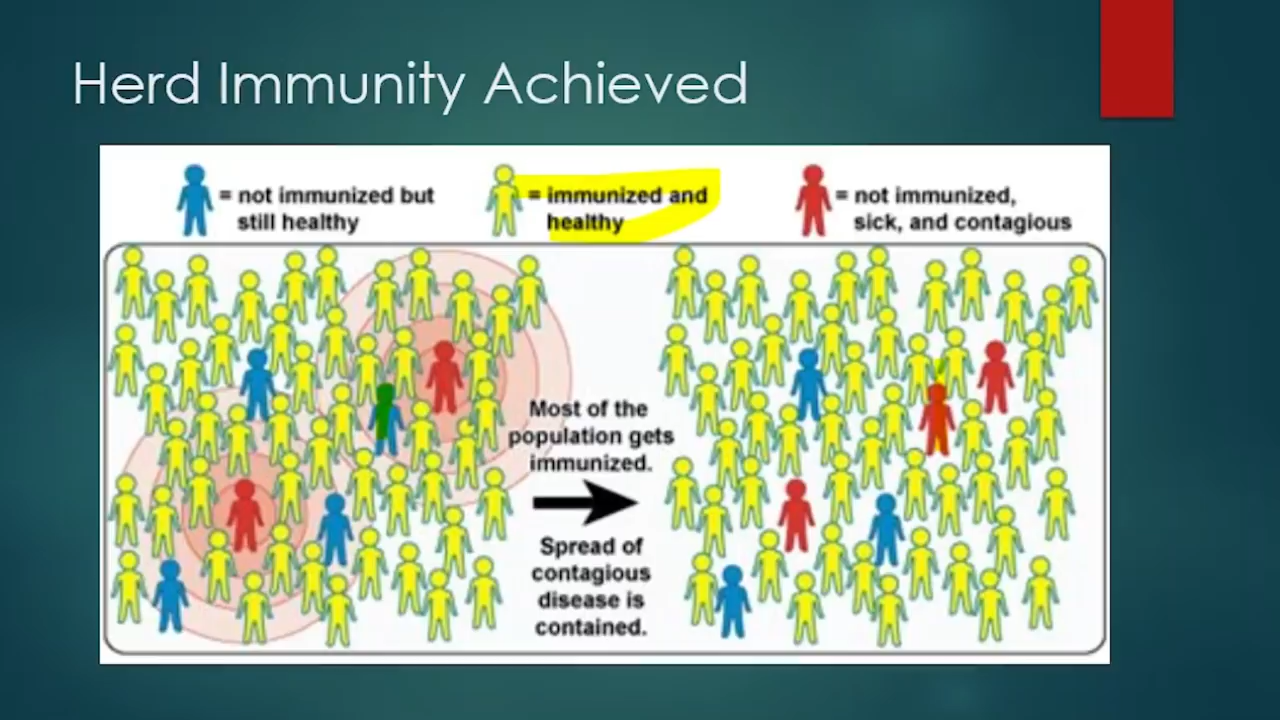 Herd Immunity Achieved
= not immunized but
still healthy
= immunized and
healthy
= not immunized,
sick, and contagious
Most of the
population gets
immunized.
Spread of
contagious
disease is
contained.